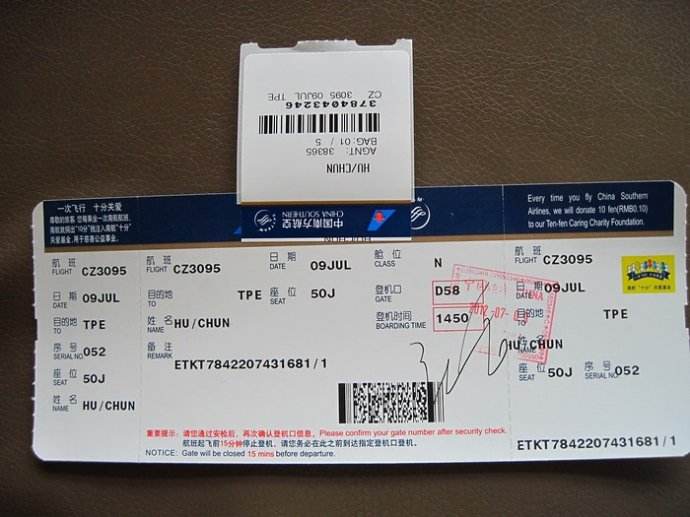 HU/CHUN
AGNT: 38365
BAG: 01 / 5
3784043246
CZ 3095 09JUL TPE
中国南方航空
CHINA SOUTHERN
一次飞行 十分关爱
Every time you fly China Southern
Airlines, we will donate 10 fen(RMB0.10)
to our Ten-fen Caring Charity Foundation.
航班 FLIGHT CZ3095
日期 DATE 09JUL
目的地 TO TPE
序号 SERIAL NO. 052
座位 SEAT 50J
姓名 NAME HU/CHUN
航班 FLIGHT CZ3095 日期 DATE 09JUL 舱位 CLASS N
目的地 TO TPE 座位 SEAT 50J 登机口 GATE D58
姓名 NAME HU/CHUN 登机时间 BOARDING TIME 1450
备注 REMARK
ETKT7842207431681/1
重要提示：请您通过安检后，再次确认登机口信息。Please confirm your gate number after security check.
航班起飞前15分钟停止登机，请您务必在此之前到达指定登机口登机。
NOTICE: Gate will be closed 15 mins before departure.
航班 FLIGHT CZ3095
日期 DATE 09JUL
TPE
HU/CHUN
座位 SEAT 50J 序号 SERIAL NO. 052
ETKT7842207431681/1